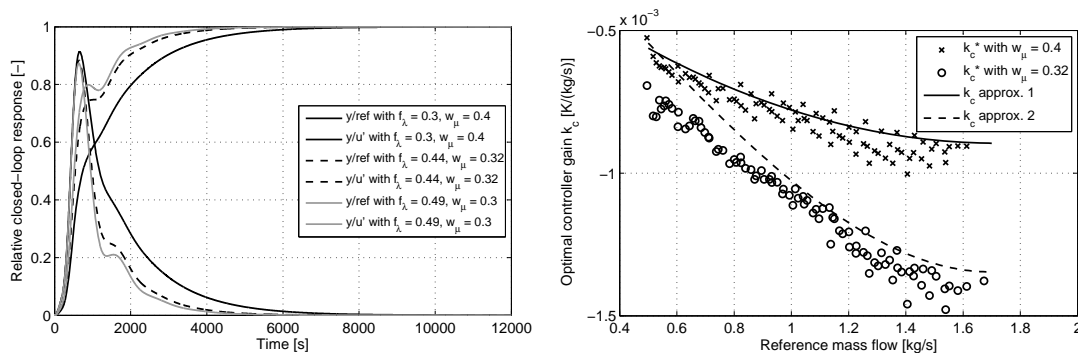 Relative closed−loop response [−]
1
0.8
0.6
0.4
0.2
0
0 2000 4000 6000 8000 10000 12000
Time [s]
y/ref with f_λ = 0.3, w_μ = 0.4
y/u' with f_λ = 0.3, w_μ = 0.4
y/ref with f_λ = 0.44, w_μ = 0.32
y/u' with f_λ = 0.44, w_μ = 0.32
y/ref with f_λ = 0.49, w_μ = 0.3
y/u' with f_λ = 0.49, w_μ = 0.3
x 10^−3
Optimal controller gain k_c [K/(kg/s)]
−0.5
−1
−1.5
0.4 0.6 0.8 1 1.2 1.4 1.6 1.8 2
Reference mass flow [kg/s]
k_c* with w_μ = 0.4
k_c* with w_μ = 0.32
k_c approx. 1
k_c approx. 2